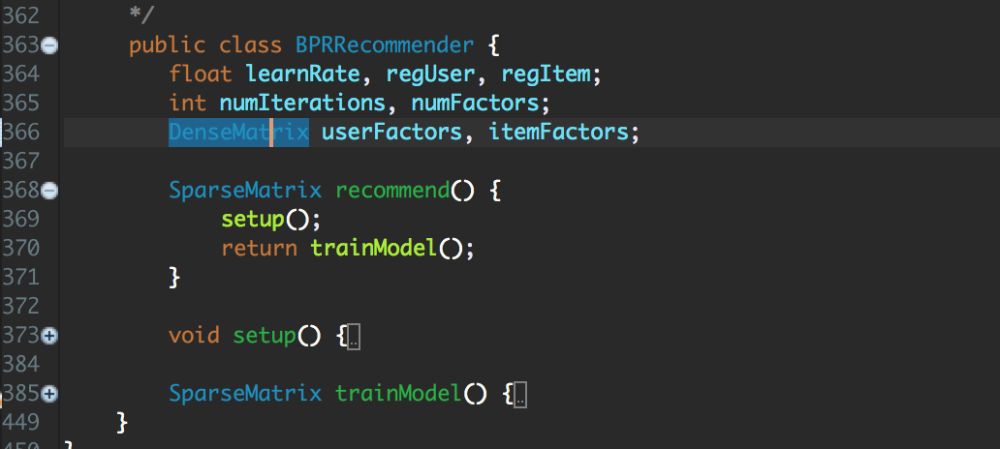 362 */
363 public class BPRRecommender {
364 float learnRate, regUser, regItem;
365 int numIterations, numFactors;
366 DenseMatrix userFactors, itemFactors;
367
368 SparseMatrix recommend() {
369 setup();
370 return trainModel();
371 }
372
373 void setup() {..
384
385 SparseMatrix trainModel() {..
449 }
450 }